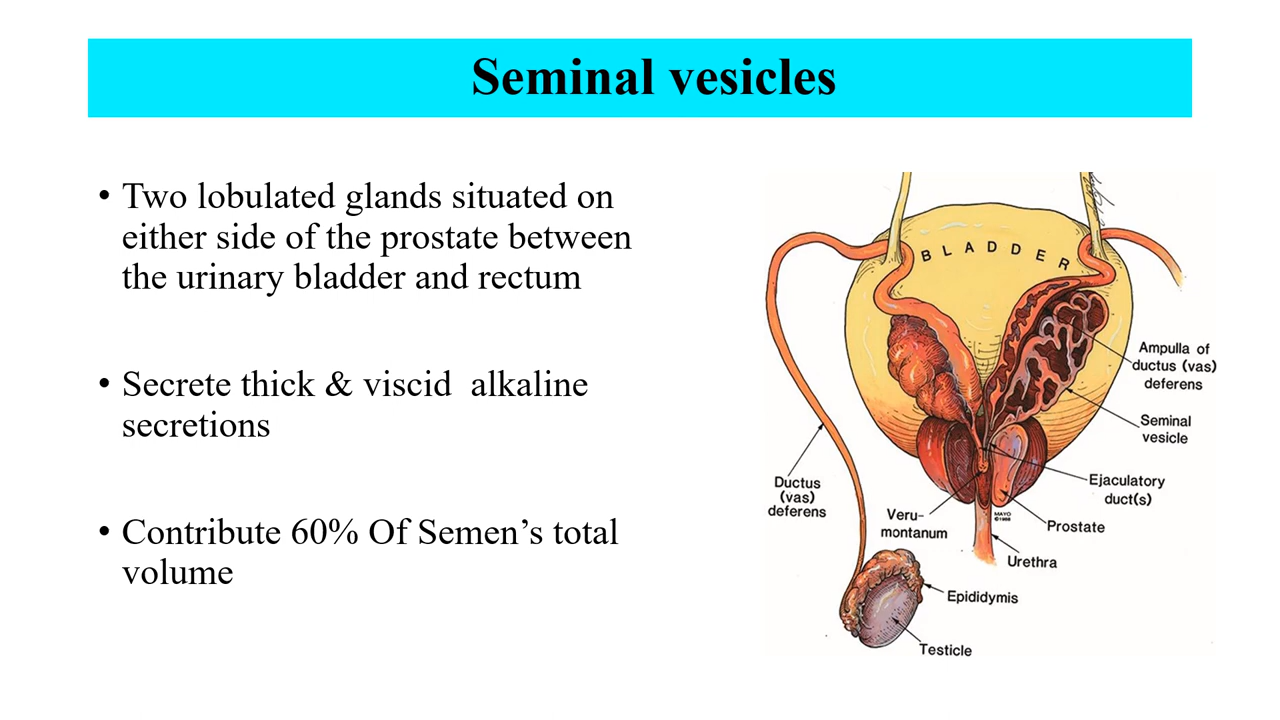 Seminal vesicles
• Two lobulated glands situated on
either side of the prostate between
the urinary bladder and rectum
• Secrete thick & viscid  alkaline
secretions
• Contribute 60% Of Semen’s total
volume
BLADDER
Ampulla of
ductus (vas)
deferens
Seminal
vesicle
Ejaculatory
duct(s)
Prostate
Urethra
Ductus
(vas)
deferens
Veru-
montanum
MAYO
©1988
Epididymis
Testicle